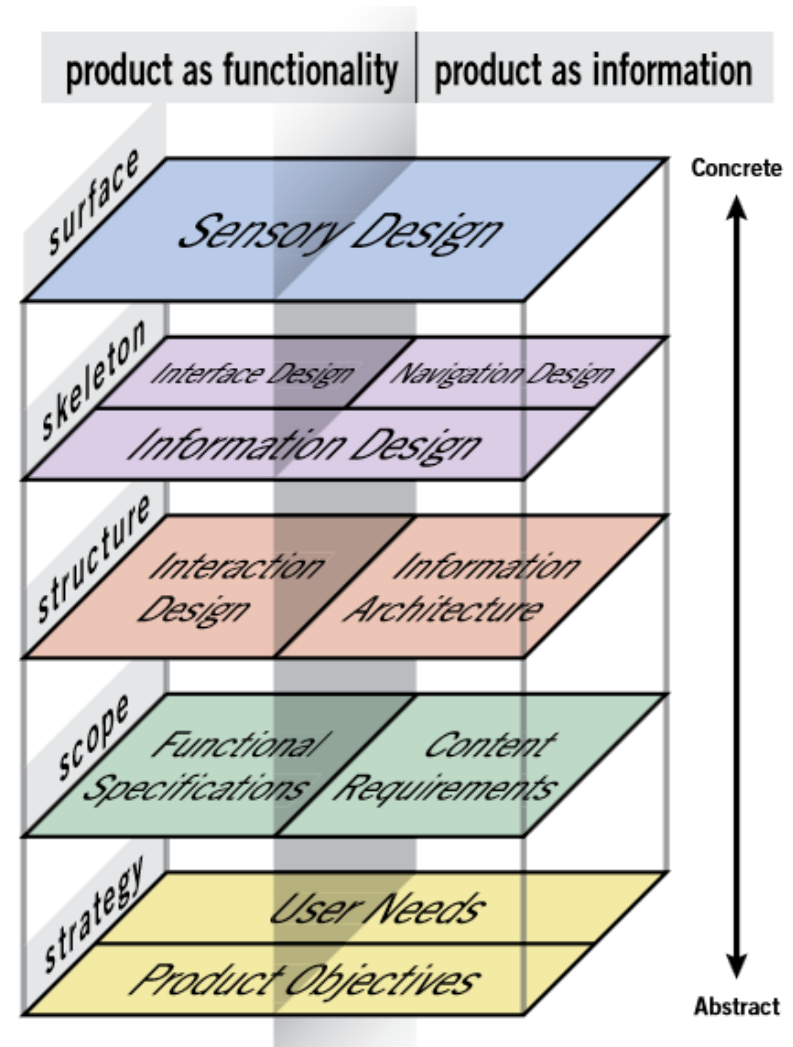 product as functionality
product as information
Concrete
surface
Sensory Design
skeleton
Interface Design
Navigation Design
Information Design
structure
Interaction
Design
Information
Architecture
scope
Functional
Specifications
Content
Requirements
strategy
User Needs
Product Objectives
Abstract